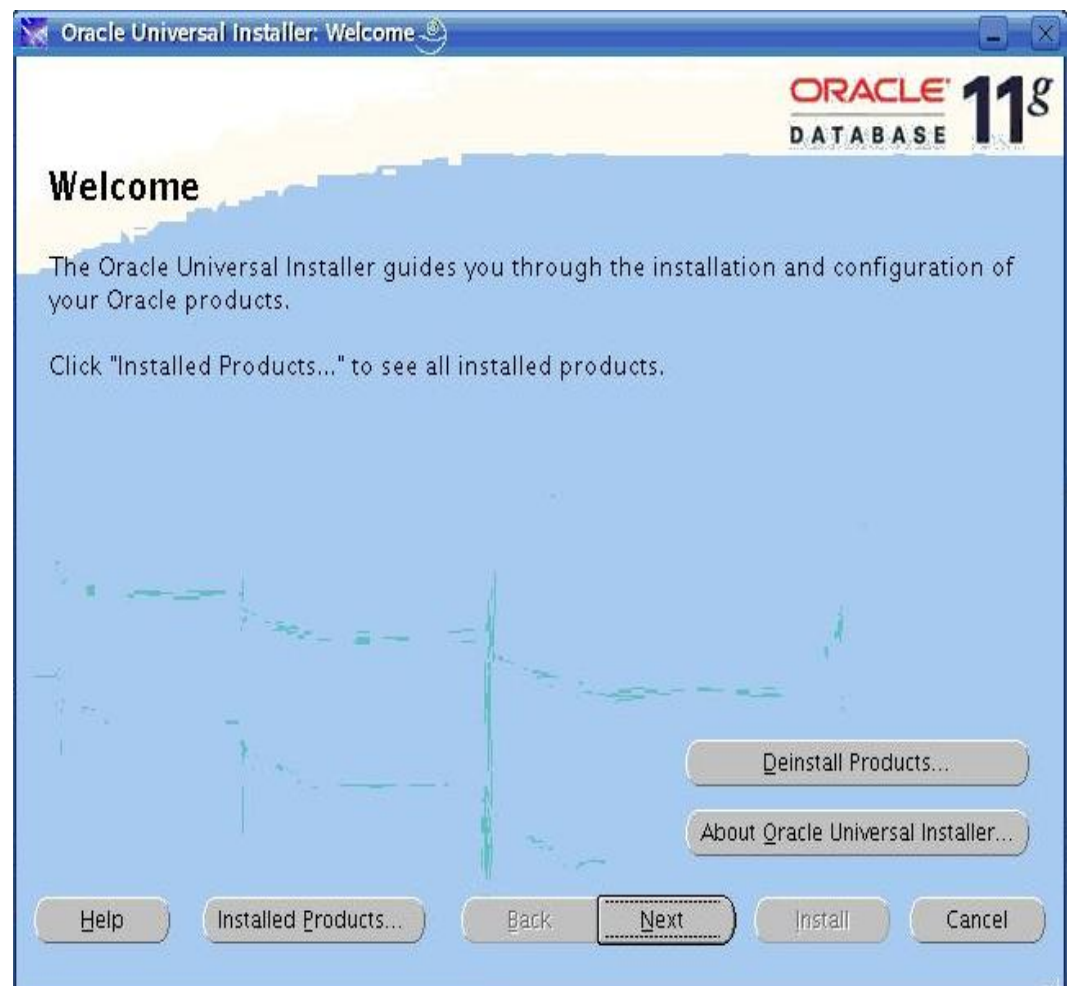 Oracle Universal Installer: Welcome
ORACLE
DATABASE
11g
Welcome
The Oracle Universal Installer guides you through the installation and configuration of
your Oracle products.
Click "Installed Products..." to see all installed products.
Deinstall Products...
About Oracle Universal Installer...
Help
Installed Products...
Back
Next
Install
Cancel